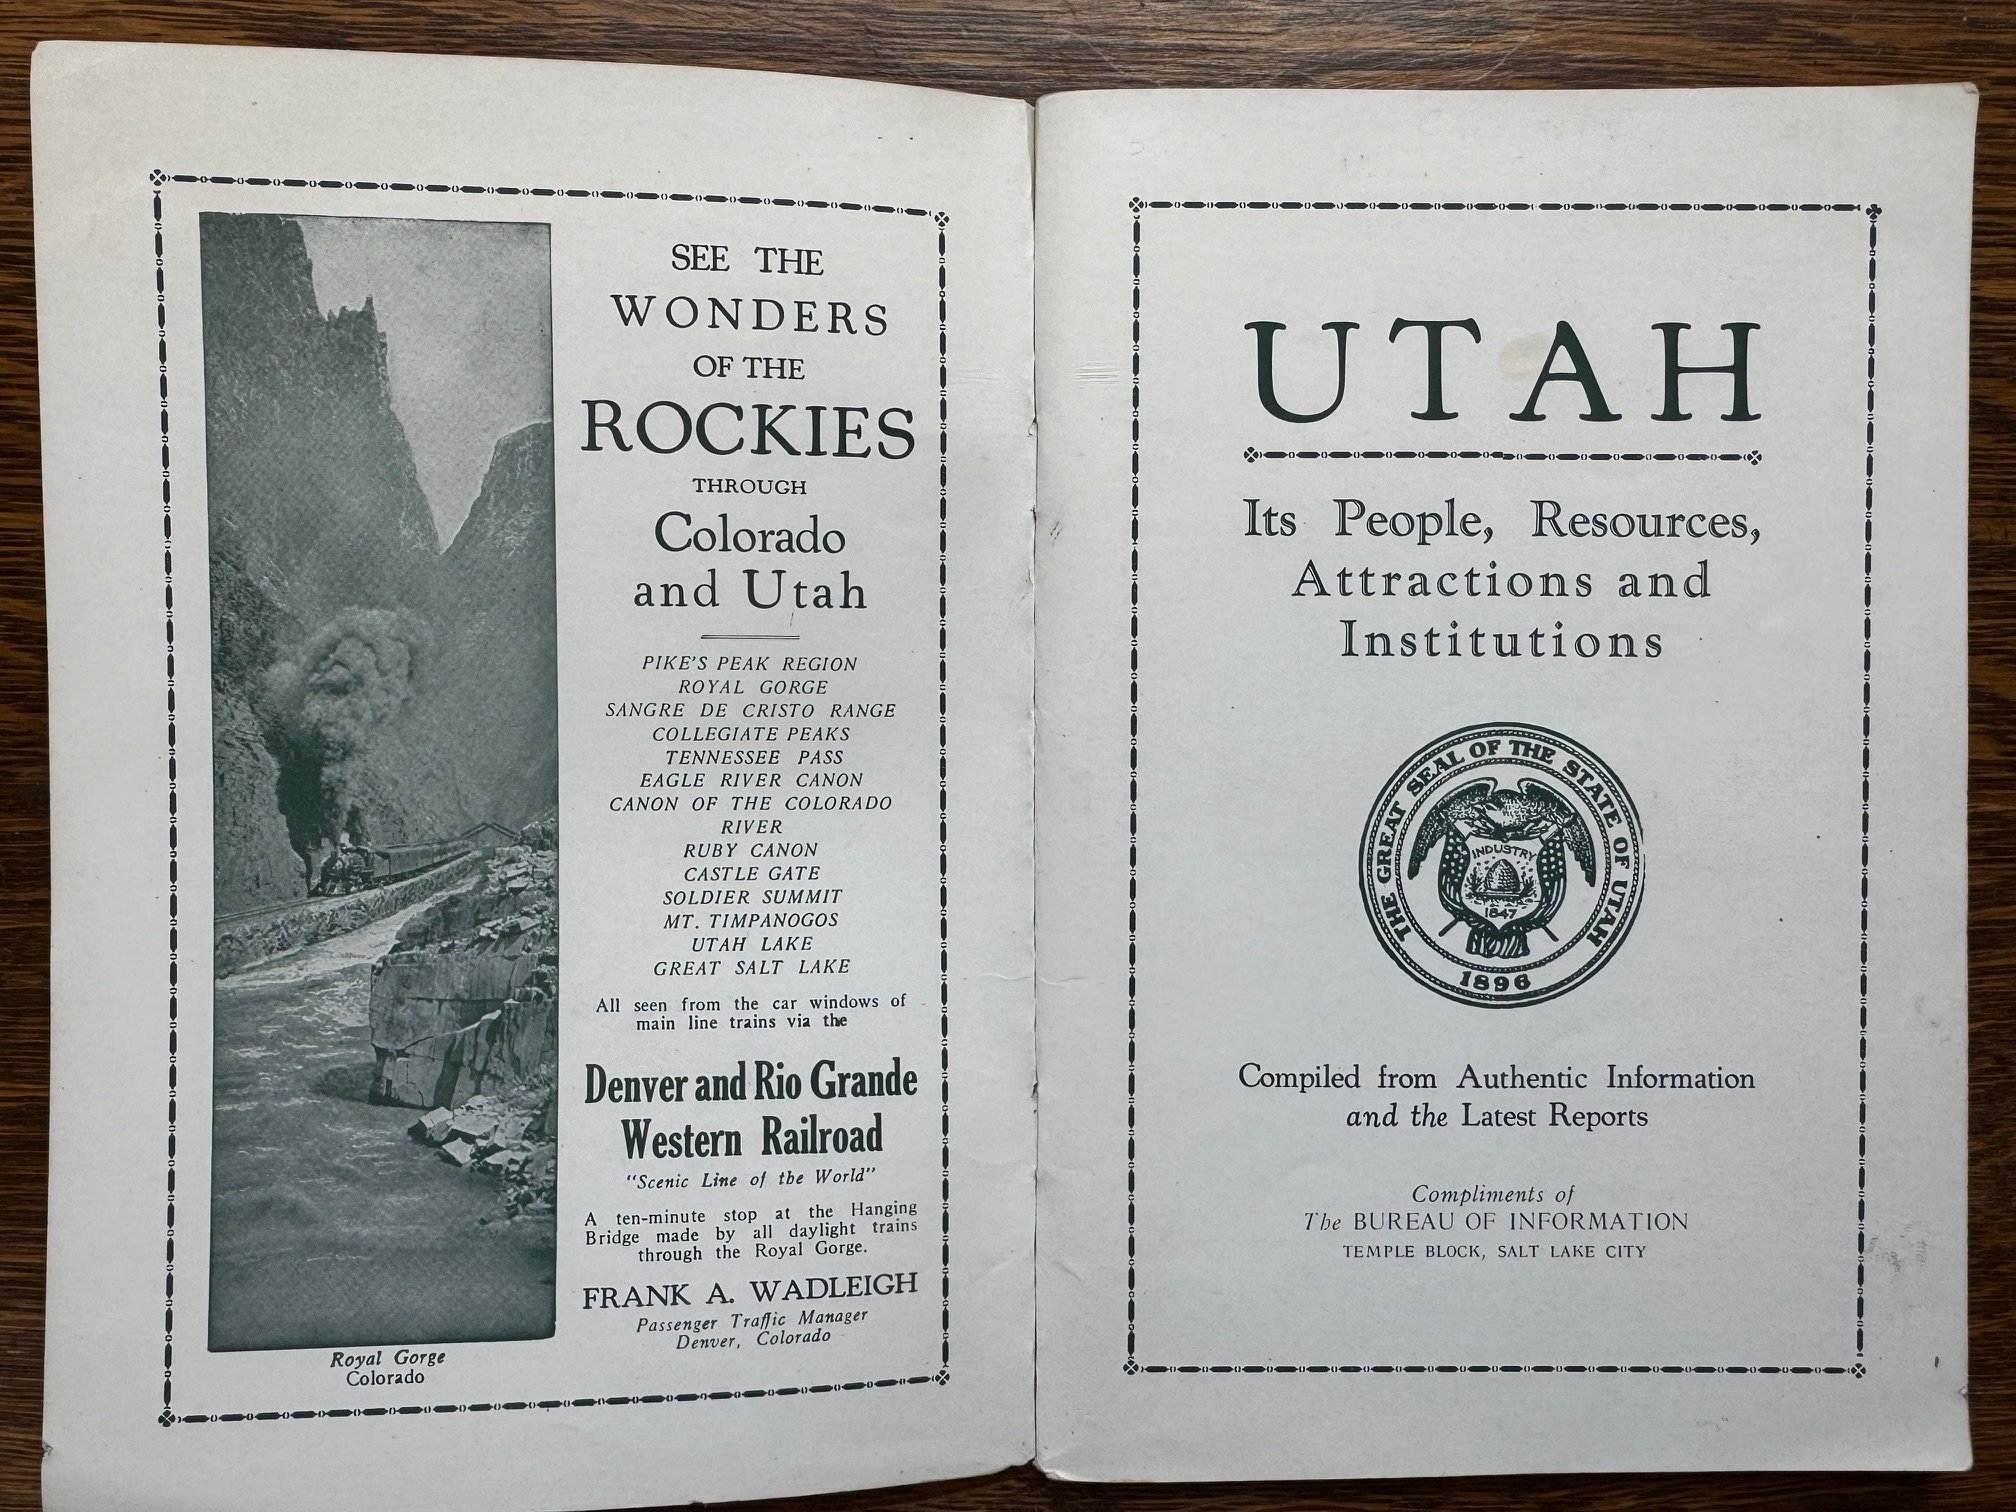 SEE THE
WONDERS
OF THE
ROCKIES
THROUGH
Colorado
and Utah
PIKE'S PEAK REGION
ROYAL GORGE
SANGRE DE CRISTO RANGE
COLLEGIATE PEAKS
TENNESSEE PASS
EAGLE RIVER CANON
CANON OF THE COLORADO
RIVER
RUBY CANON
CASTLE GATE
SOLDIER SUMMIT
MT. TIMPANOGOS
UTAH LAKE
GREAT SALT LAKE
All seen from the car windows of
main line trains via the
Denver and Rio Grande
Western Railroad
"Scenic Line of the World"
A ten-minute stop at the Hanging
Bridge made by all daylight trains
through the Royal Gorge.
FRANK A. WADLEIGH
Passenger Traffic Manager
Denver, Colorado
Royal Gorge
Colorado
UTAH
Its People, Resources,
Attractions and
Institutions
THE GREAT SEAL OF THE STATE OF UTAH
INDUSTRY
1847
1896
Compiled from Authentic Information
and the Latest Reports
Compliments of
The BUREAU OF INFORMATION
TEMPLE BLOCK, SALT LAKE CITY